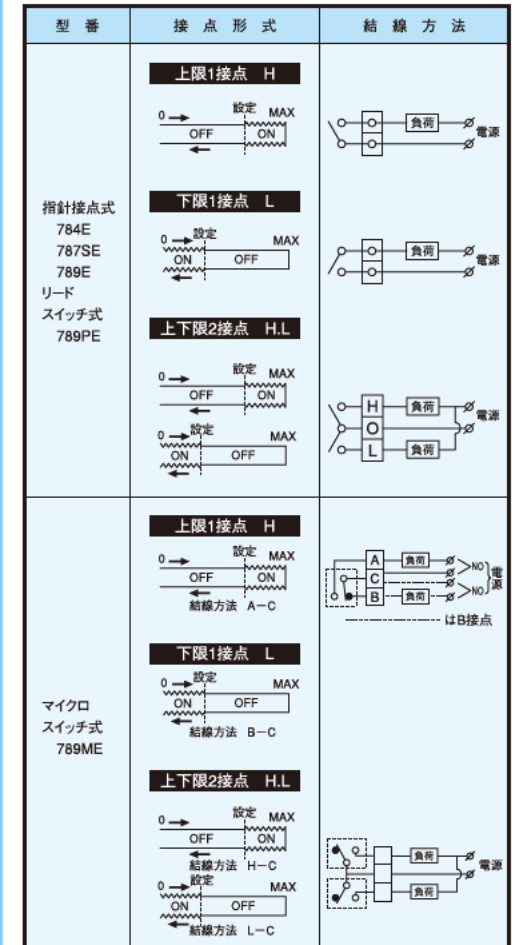 型番 接点形式 結線方法
指針接点式
784E
787SE
789E
リード
スイッチ式
789PE
上限1接点 H
0 設定 MAX
OFF ON
負荷 電源
下限1接点 L
0 設定 MAX
ON OFF
負荷 電源
上下限2接点 H.L
0 設定 MAX
OFF ON
0 設定 MAX
ON OFF
H 負荷 電源
O
L 負荷
マイクロ
スイッチ式
789ME
上限1接点 H
0 設定 MAX
OFF ON
結線方法 A-C
A 負荷 NO 電源
C
B 負荷 NO
はB接点
下限1接点 L
0 設定 MAX
ON OFF
結線方法 B-C
上下限2接点 H.L
0 設定 MAX
OFF ON
結線方法 H-C
0 設定 MAX
ON OFF
結線方法 L-C
負荷 電源
負荷